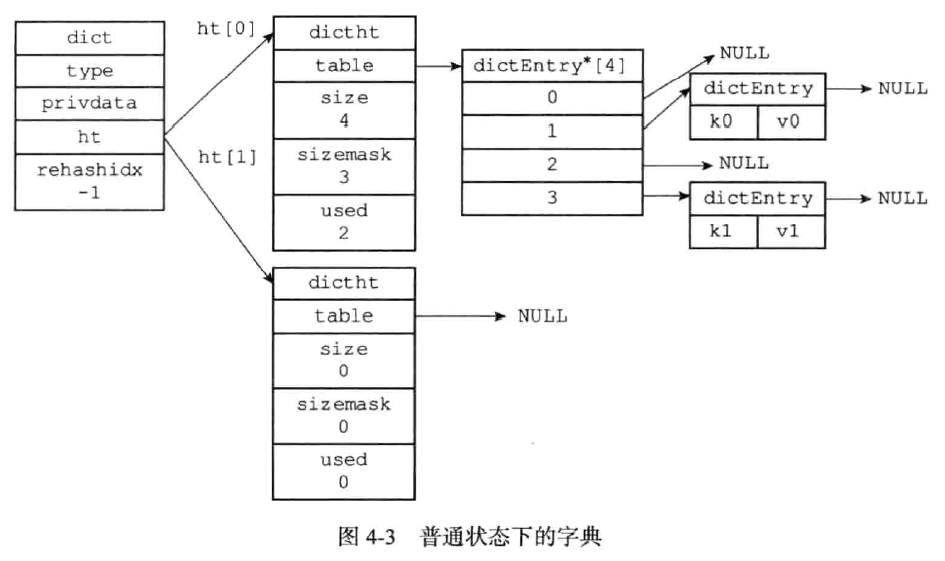 dict
type
privdata
ht
rehashidx
-1
ht[0]
ht[1]
dictht
table
size
4
sizemask
3
used
2
dictht
table
size
0
sizemask
0
used
0
dictEntry*[4]
0
1
2
3
NULL
dictEntry
k0 v0
NULL
NULL
dictEntry
k1 v1
NULL
NULL
图 4-3 普通状态下的字典